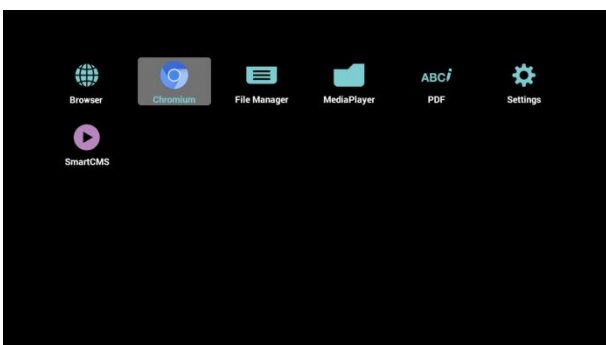 Browser
Chromium
File Manager
MediaPlayer
ABCi
PDF
Settings
SmartCMS